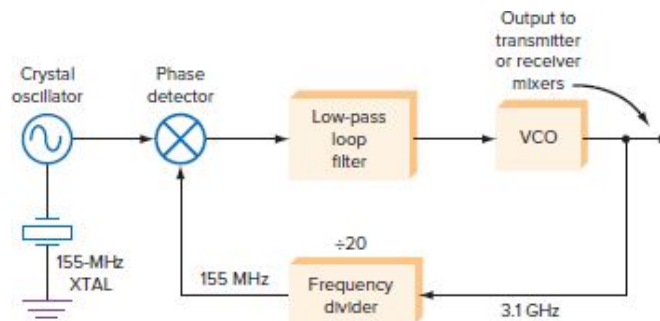 Output to
transmitter
or receiver
mixers
Crystal
oscillator
Phase
detector
Low-pass
loop
filter
VCO
÷20
155-MHz
XTAL
155 MHz
Frequency
divider
3.1 GHz